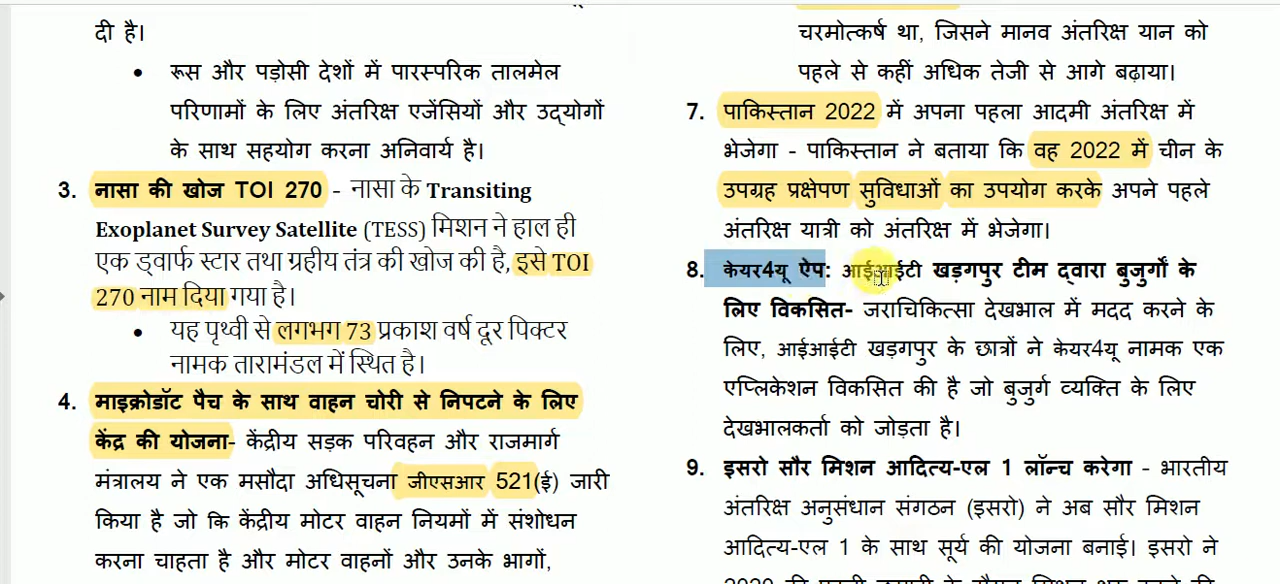 दी है।
• रूस और पड़ोसी देशों में पारस्परिक तालमेल
परिणामों के लिए अंतरिक्ष एजेंसियों और उद्योगों
के साथ सहयोग करना अनिवार्य है।
3. नासा की खोज TOI 270 - नासा के Transiting
Exoplanet Survey Satellite (TESS) मिशन ने हाल ही
एक ड्वार्फ स्टार तथा ग्रहीय तंत्र की खोज की है, इसे TOI
270 नाम दिया गया है।
• यह पृथ्वी से लगभग 73 प्रकाश वर्ष दूर पिक्टर
नामक तारामंडल में स्थित है।
4. माइक्रोडॉट पैच के साथ वाहन चोरी से निपटने के लिए
केंद्र की योजना- केंद्रीय सड़क परिवहन और राजमार्ग
मंत्रालय ने एक मसौदा अधिसूचना जीएसआर 521(ई) जारी
किया है जो कि केंद्रीय मोटर वाहन नियमों में संशोधन
करना चाहता है और मोटर वाहनों और उनके भागों,
चरमोत्कर्ष था, जिसने मानव अंतरिक्ष यान को
पहले से कहीं अधिक तेजी से आगे बढ़ाया।
7. पाकिस्तान 2022 में अपना पहला आदमी अंतरिक्ष में
भेजेगा - पाकिस्तान ने बताया कि वह 2022 में चीन के
उपग्रह प्रक्षेपण सुविधाओं का उपयोग करके अपने पहले
अंतरिक्ष यात्री को अंतरिक्ष में भेजेगा।
8. केयर4यू ऐप: आईआईटी खड़गपुर टीम द्वारा बुजुर्गों के
लिए विकसित- जराचिकित्सा देखभाल में मदद करने के
लिए, आईआईटी खड़गपुर के छात्रों ने केयर4यू नामक एक
एप्लिकेशन विकसित की है जो बुजुर्ग व्यक्ति के लिए
देखभालकर्ता को जोड़ता है।
9. इसरो सौर मिशन आदित्य-एल 1 लॉन्च करेगा - भारतीय
अंतरिक्ष अनुसंधान संगठन (इसरो) ने अब सौर मिशन
आदित्य-एल 1 के साथ सूर्य की योजना बनाई। इसरो ने